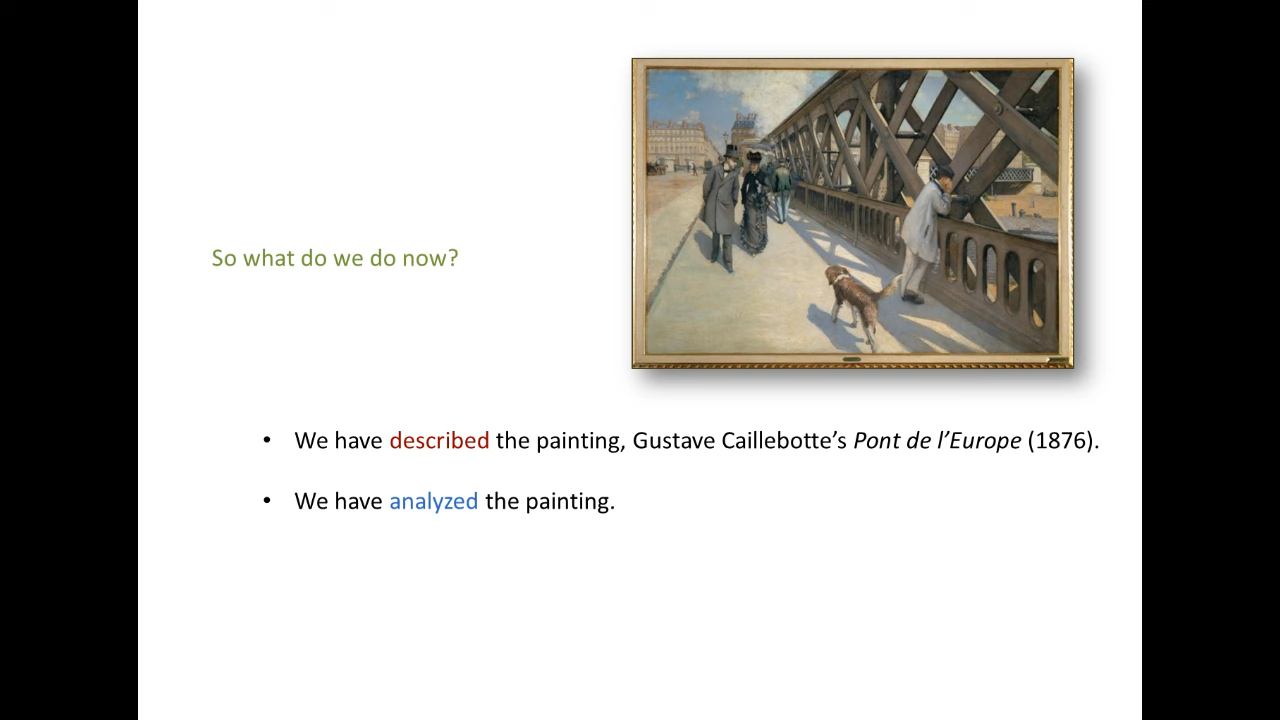 So what do we do now?
• We have described the painting, Gustave Caillebotte’s Pont de l’Europe (1876).
• We have analyzed the painting.